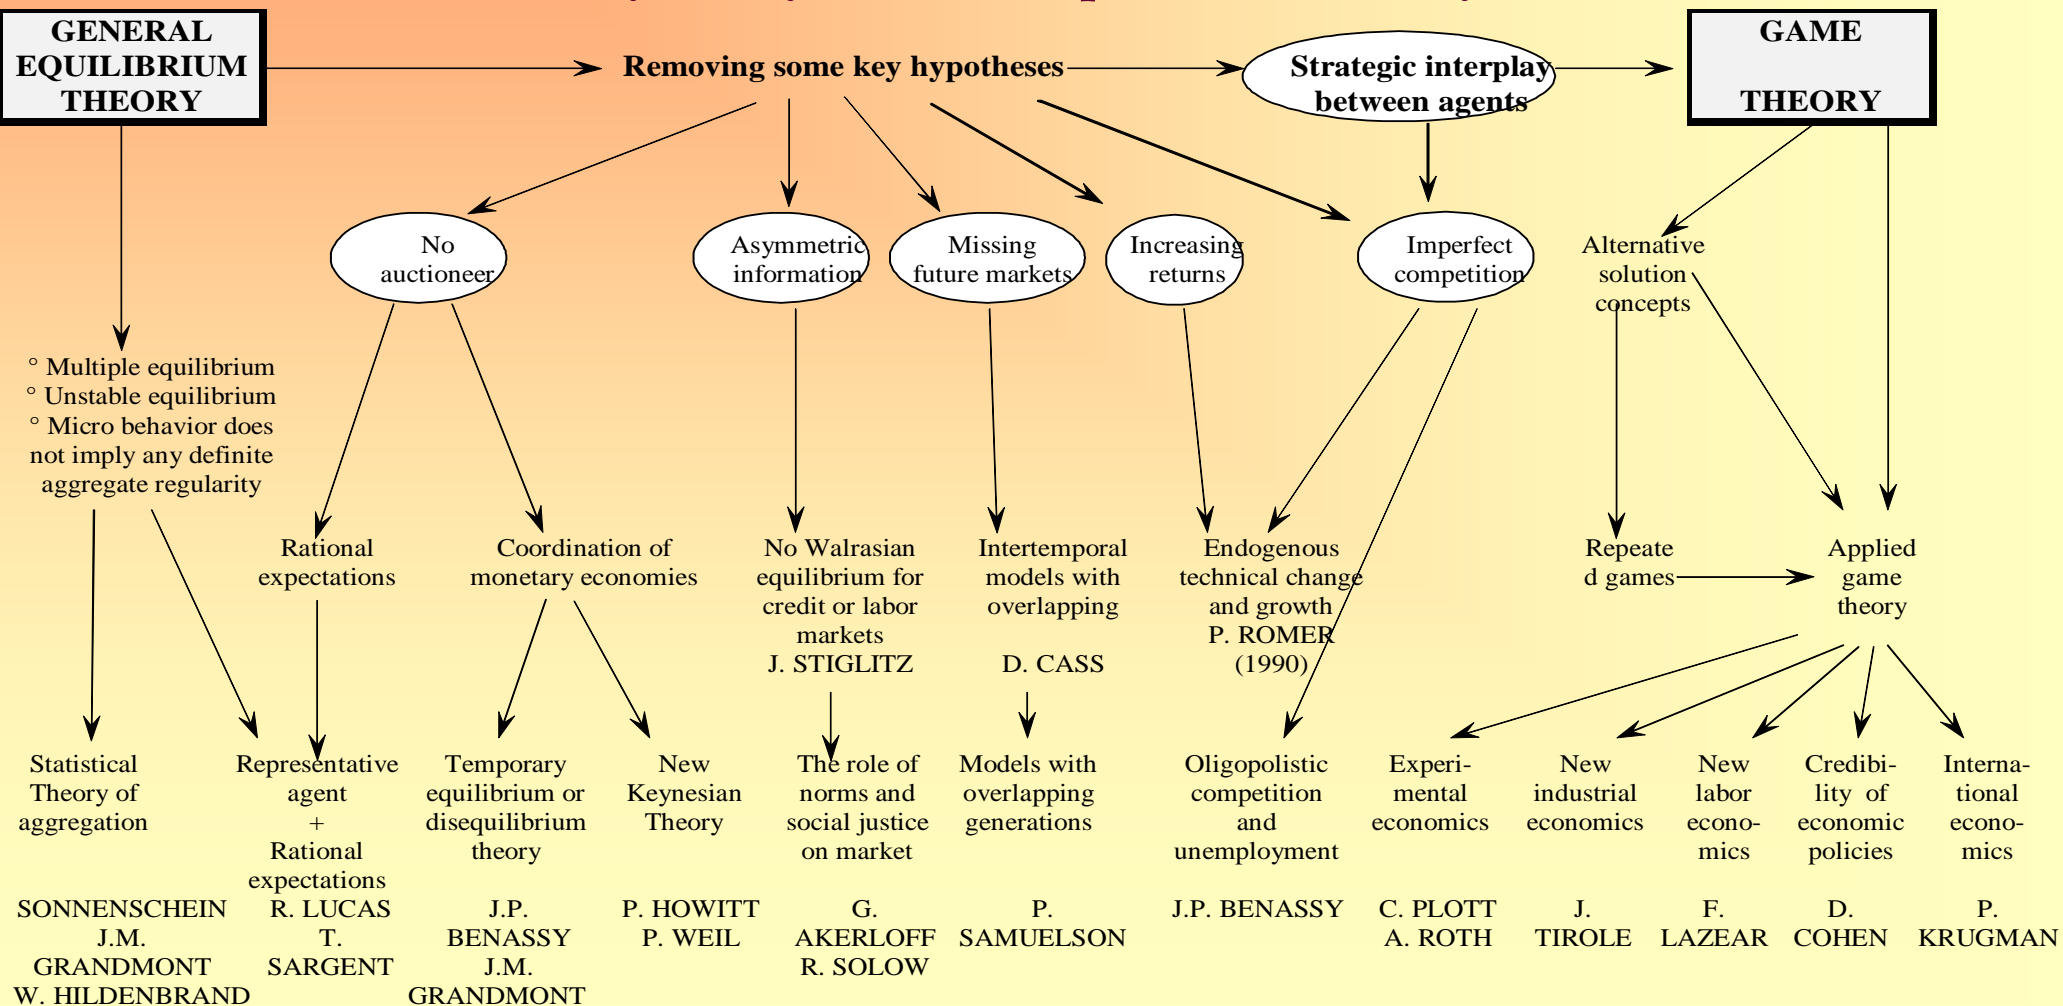 GENERAL
EQUILIBRIUM
THEORY
Removing some key hypotheses
Strategic interplay
between agents
GAME
THEORY
No
auctioneer
Asymmetric
information
Missing
future markets
Increasing
returns
Imperfect
competition
Alternative
solution
concepts
° Multiple equilibrium
° Unstable equilibrium
° Micro behavior does
not imply any definite
aggregate regularity
Rational
expectations
Coordination of
monetary economies
No Walrasian
equilibrium for
credit or labor
markets
J. STIGLITZ
Intertemporal
models with
overlapping
D. CASS
Endogenous
technical change
and growth
P. ROMER
(1990)
Repeate
d games
Applied
game
theory
Statistical
Theory of
aggregation
SONNENSCHEIN
J.M.
GRANDMONT
W. HILDENBRAND
Representative
agent
+
Rational
expectations
R. LUCAS
T.
SARGENT
Temporary
equilibrium or
disequilibrium
theory
J.P.
BENASSY
J.M.
GRANDMONT
New
Keynesian
Theory
P. HOWITT
P. WEIL
The role of
norms and
social justice
on market
G.
AKERLOFF
R. SOLOW
Models with
overlapping
generations
P.
SAMUELSON
Oligopolistic
competition
and
unemployment
J.P. BENASSY
Experi-
mental
economics
C. PLOTT
A. ROTH
New
industrial
economics
J.
TIROLE
New
labor
econo-
mics
F.
LAZEAR
Credibi-
lity of
economic
policies
D.
COHEN
Interna-
tional
econo-
mics
P.
KRUGMAN